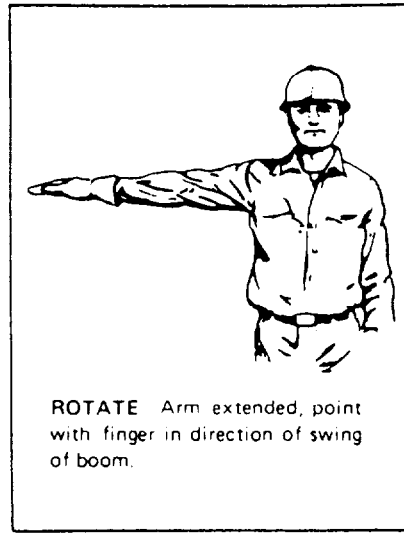 ROTATE Arm extended, point
with finger in direction of swing
of boom.